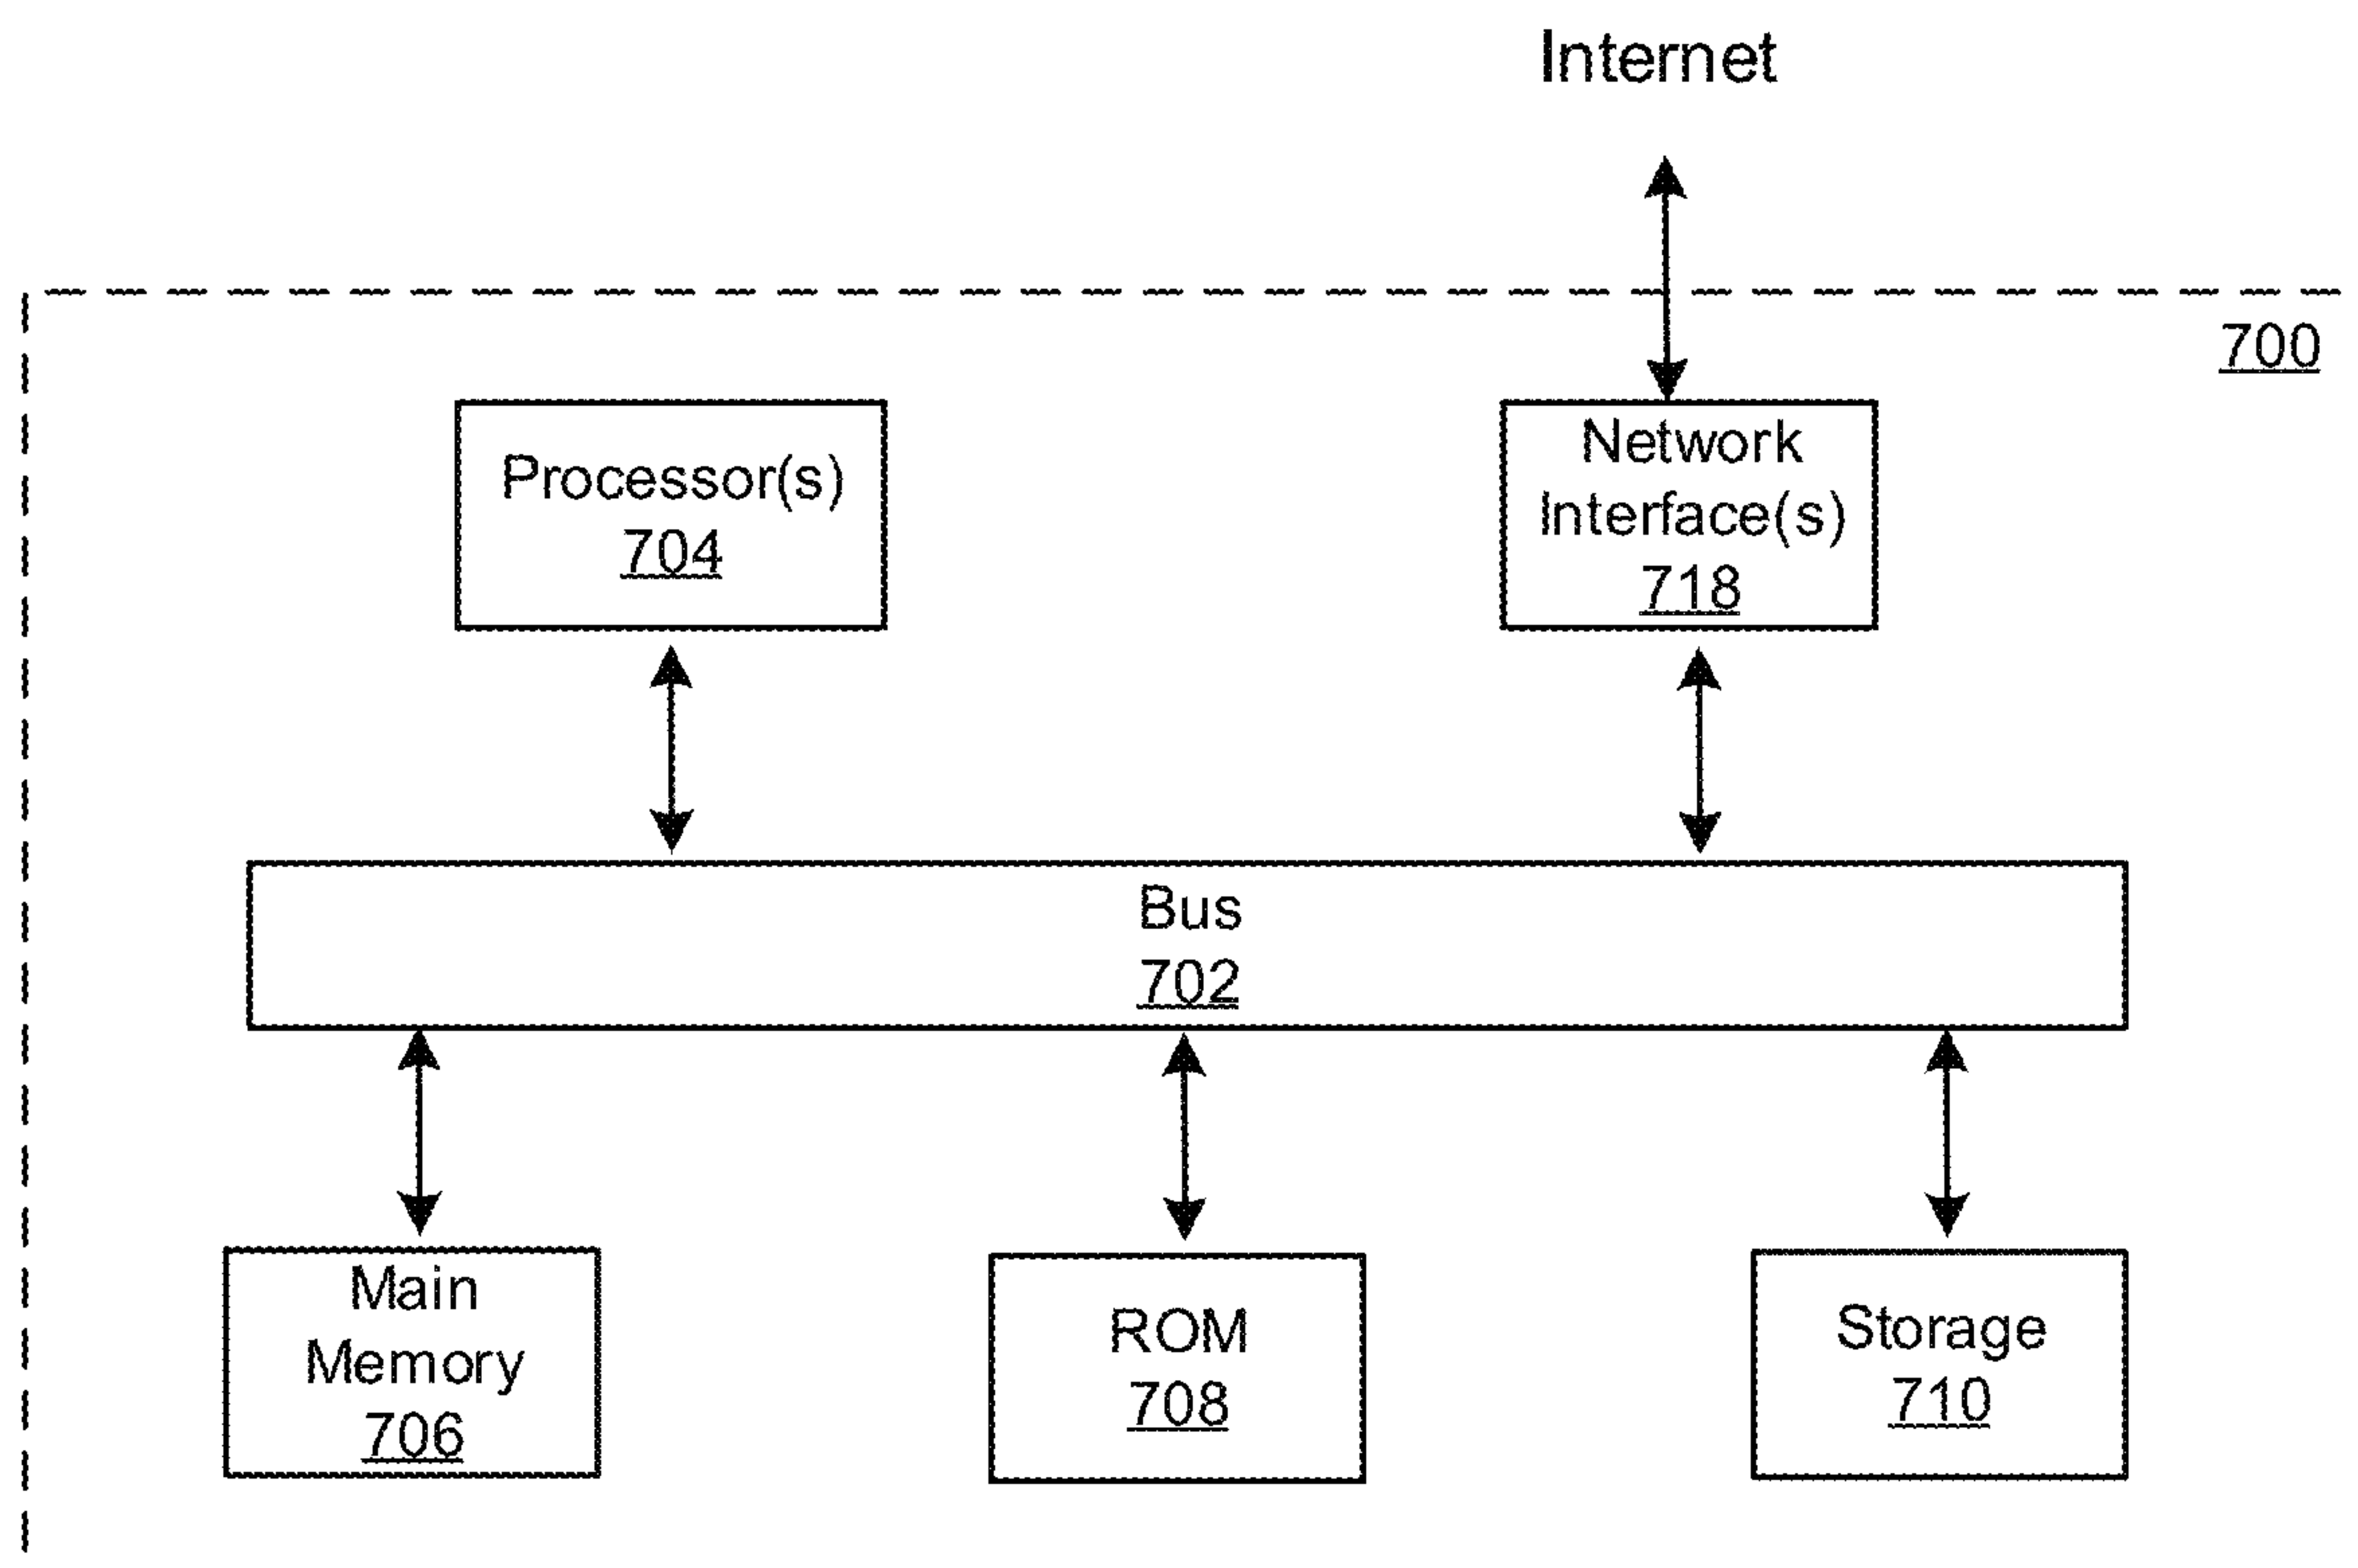 Internet
700
Processor(s)
704
Network
Interface(s)
718
Bus
702
Main
Memory
706
ROM
708
Storage
710